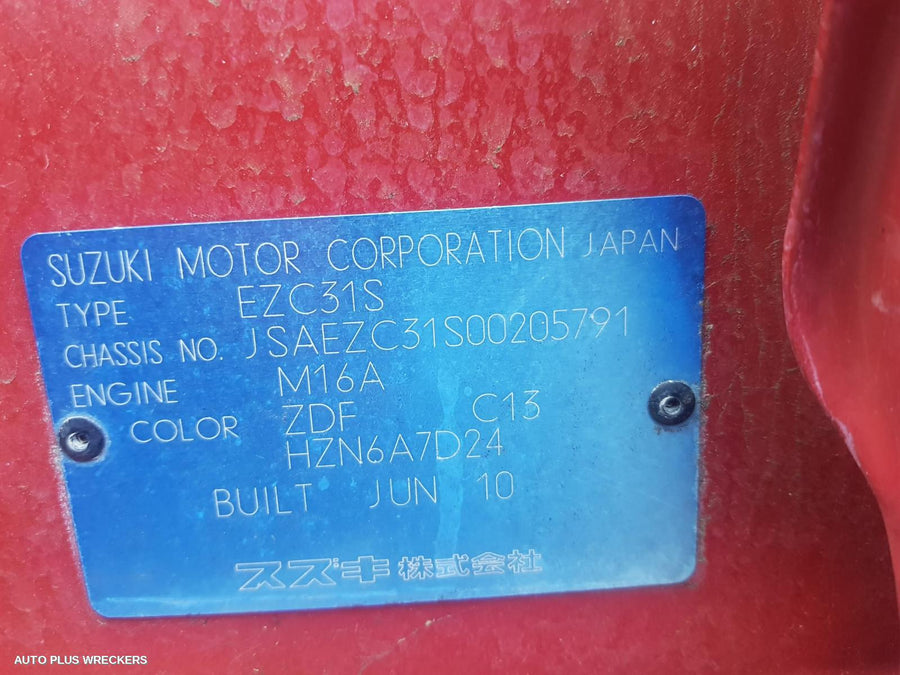 SUZUKI MOTOR CORPORATION JAPAN
TYPE EZC31S
CHASSIS NO. JSAEZC31S00205791
ENGINE M16A
COLOR ZDF C13
HZN6A7D24
BUILT JUN 10
スズキ株式会社
AUTO PLUS WRECKERS